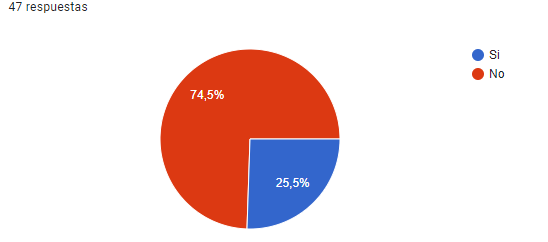 47 respuestas
Si
No
74,5%
25,5%